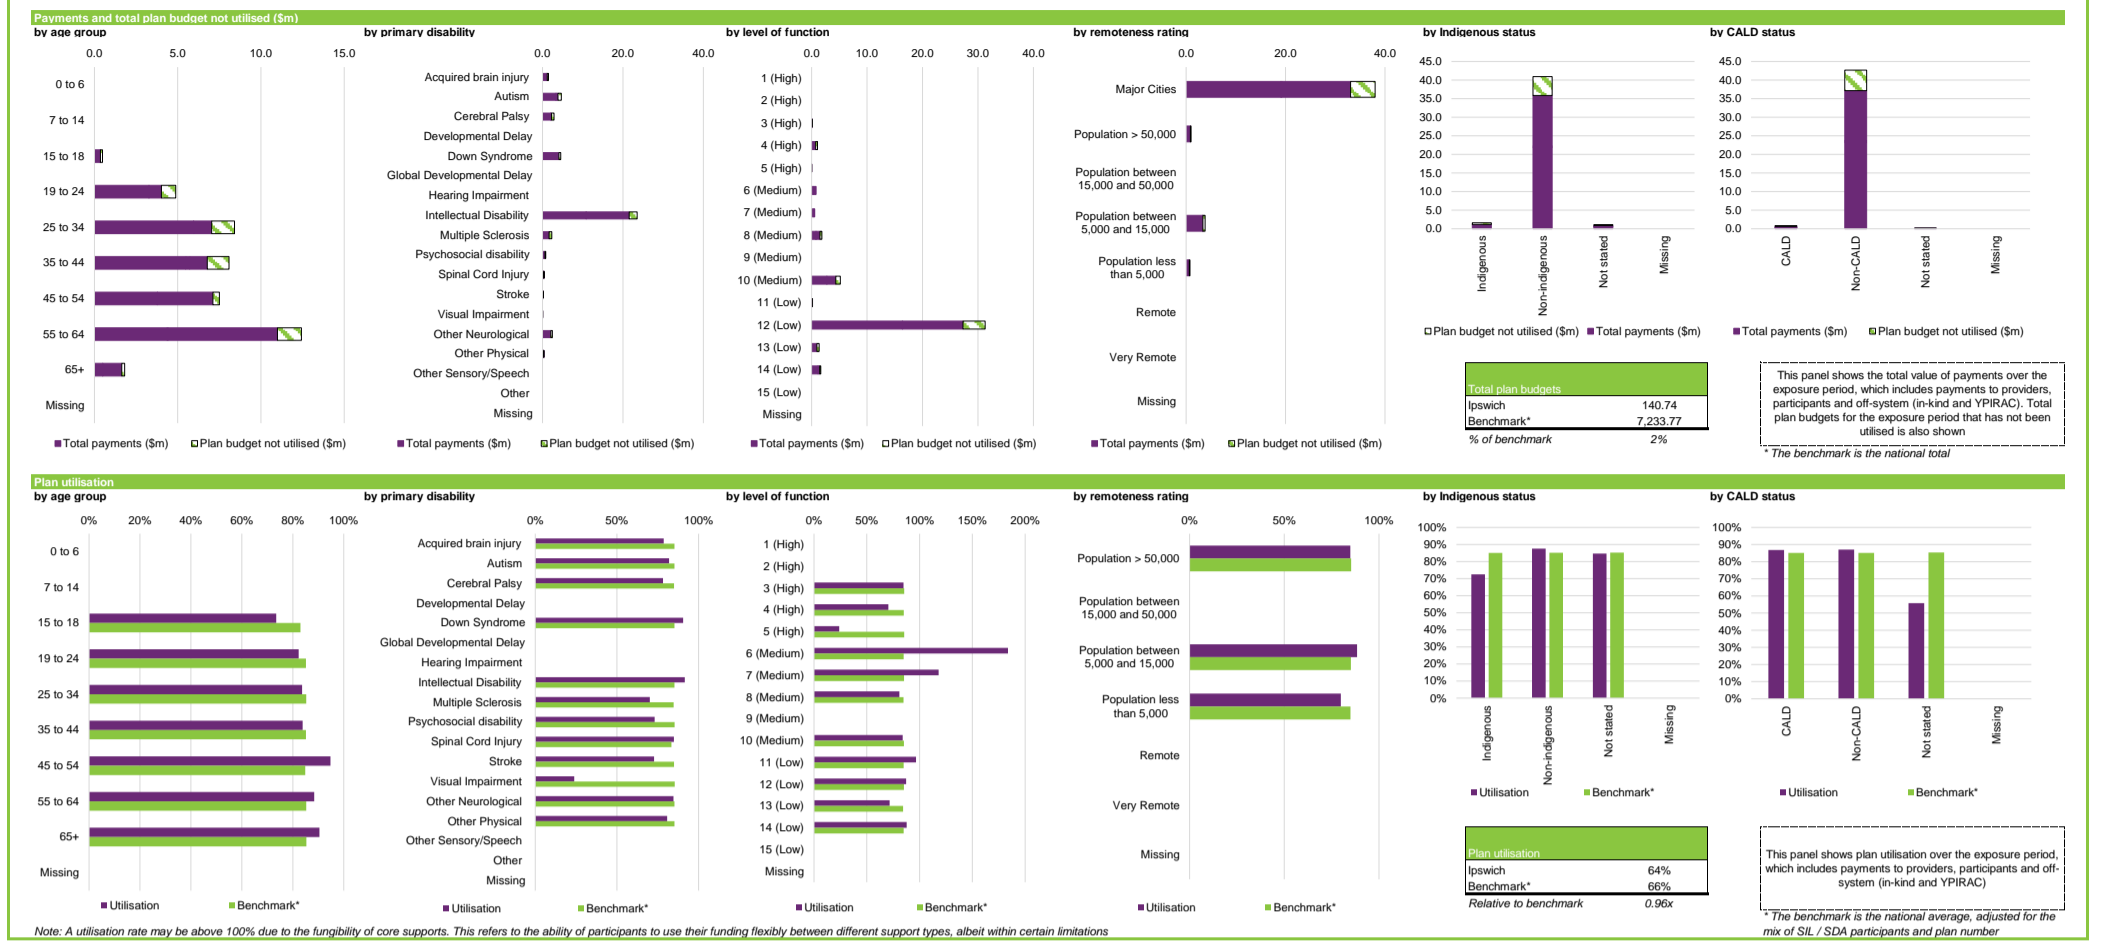 Payments and total plan budget not utilised ($m)
by age group
0.0 5.0 10.0 15.0
0 to 6
7 to 14
15 to 18
19 to 24
25 to 34
35 to 44
45 to 54
55 to 64
65+
Missing
Total payments ($m) Plan budget not utilised ($m)
by primary disability
0.0 20.0 40.0
Acquired brain injury
Autism
Cerebral Palsy
Developmental Delay
Down Syndrome
Global Developmental Delay
Hearing Impairment
Intellectual Disability
Multiple Sclerosis
Psychosocial disability
Spinal Cord Injury
Stroke
Visual Impairment
Other Neurological
Other Physical
Other Sensory/Speech
Other
Missing
Total payments ($m) Plan budget not utilised ($m)
by level of function
0.0 10.0 20.0 30.0 40.0
1 (High)
2 (High)
3 (High)
4 (High)
5 (High)
6 (Medium)
7 (Medium)
8 (Medium)
9 (Medium)
10 (Medium)
11 (Low)
12 (Low)
13 (Low)
14 (Low)
15 (Low)
Missing
Total payments ($m) Plan budget not utilised ($m)
by remoteness rating
0.0 20.0 40.0
Major Cities
Population > 50,000
Population between
15,000 and 50,000
Population between
5,000 and 15,000
Population less
than 5,000
Remote
Very Remote
Missing
Total payments ($m) Plan budget not utilised ($m)
by Indigenous status
45.0
40.0
35.0
30.0
25.0
20.0
15.0
10.0
5.0
0.0
Indigenous
Non-indigenous
Not stated
Missing
Plan budget not utilised ($m) Total payments ($m)
by CALD status
45.0
40.0
35.0
30.0
25.0
20.0
15.0
10.0
5.0
0.0
CALD
Non-CALD
Not stated
Missing
Total payments ($m) Plan budget not utilised ($m)
Total plan budgets
Ipswich 140.74
Benchmark* 7,233.77
% of benchmark 2%
This panel shows the total value of payments over the
exposure period, which includes payments to providers,
participants and off-system (in-kind and YPIRAC). Total
plan budgets for the exposure period that has not been
utilised is also shown
* The benchmark is the national total
Plan utilisation
by age group
0% 20% 40% 60% 80% 100%
0 to 6
7 to 14
15 to 18
19 to 24
25 to 34
35 to 44
45 to 54
55 to 64
65+
Missing
Utilisation Benchmark*
by primary disability
0% 50% 100%
Acquired brain injury
Autism
Cerebral Palsy
Developmental Delay
Down Syndrome
Global Developmental Delay
Hearing Impairment
Intellectual Disability
Multiple Sclerosis
Psychosocial disability
Spinal Cord Injury
Stroke
Visual Impairment
Other Neurological
Other Physical
Other Sensory/Speech
Other
Missing
Utilisation Benchmark*
by level of function
0% 50% 100% 150% 200%
1 (High)
2 (High)
3 (High)
4 (High)
5 (High)
6 (Medium)
7 (Medium)
8 (Medium)
9 (Medium)
10 (Medium)
11 (Low)
12 (Low)
13 (Low)
14 (Low)
15 (Low)
Missing
Utilisation Benchmark*
by remoteness rating
0% 50% 100%
Population > 50,000
Population between
15,000 and 50,000
Population between
5,000 and 15,000
Population less
than 5,000
Remote
Very Remote
Missing
Utilisation Benchmark*
by Indigenous status
100%
90%
80%
70%
60%
50%
40%
30%
20%
10%
0%
Indigenous
Non-indigenous
Not stated
Missing
Utilisation Benchmark*
by CALD status
100%
90%
80%
70%
60%
50%
40%
30%
20%
10%
0%
CALD
Non-CALD
Not stated
Missing
Utilisation Benchmark*
Plan utilisation
Ipswich 64%
Benchmark* 66%
Relative to benchmark 0.96x
This panel shows plan utilisation over the exposure period,
which includes payments to providers, participants and off-
system (in-kind and YPIRAC)
* The benchmark is the national average, adjusted for the
mix of SIL / SDA participants and plan number
Note: A utilisation rate may be above 100% due to the fungibility of core supports. This refers to the ability of participants to use their funding flexibly between different support types, albeit within certain limitations